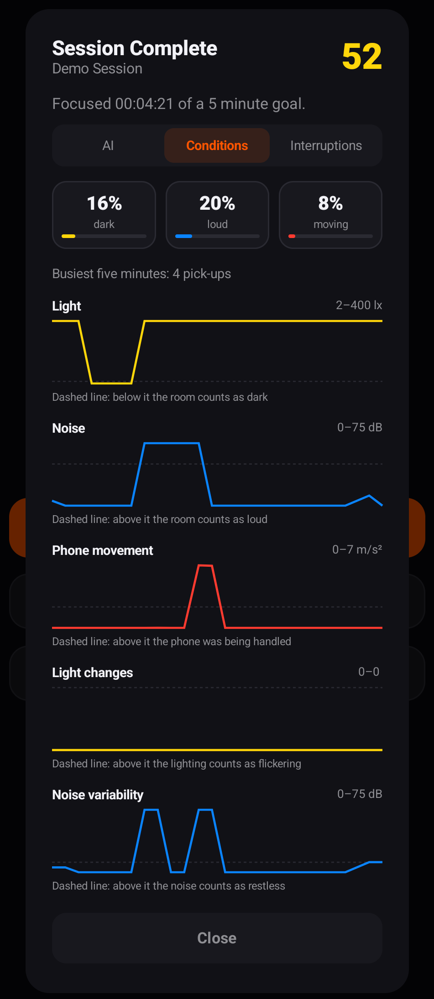 Session Complete
52
Demo Session
Focused 00:04:21 of a 5 minute goal.
AI
Conditions
Interruptions
16%
20%
8%
dark
loud
moving
Busiest five minutes: 4 pick-ups
Light
2–400 lx
Dashed line: below it the room counts as dark
Noise
0–75 dB
Dashed line: above it the room counts as loud
Phone movement
0–7 m/s²
Dashed line: above it the phone was being handled
Light changes
0–0
Dashed line: above it the lighting counts as flickering
Noise variability
0–75 dB
Dashed line: above it the noise counts as restless
Close